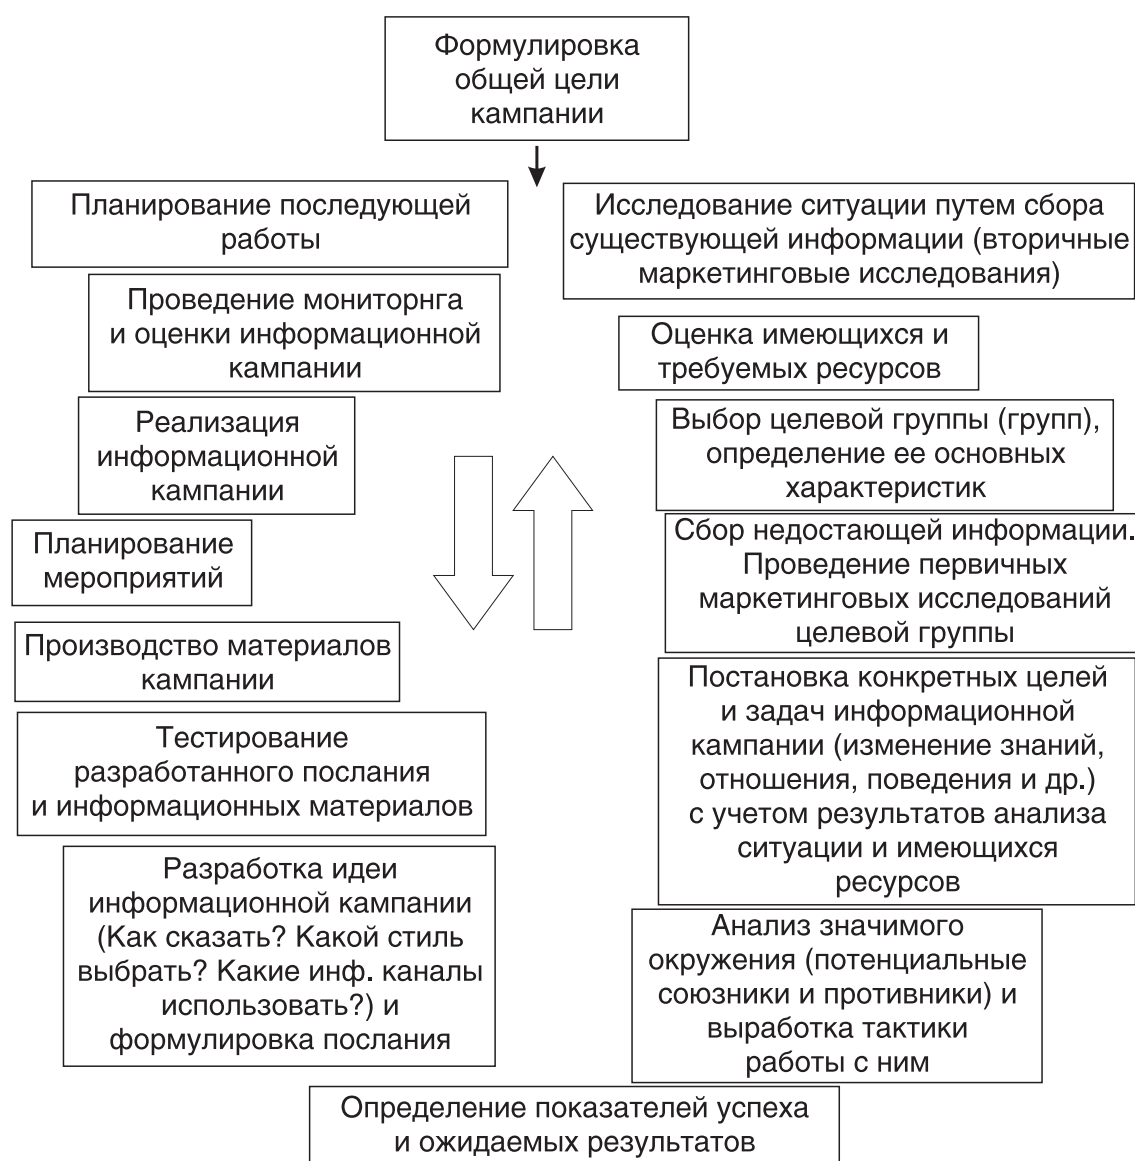 Формулировка
общей цели
кампании
Планирование последующей
работы
Исследование ситуации путем сбора
существующей информации (вторичные
маркетинговые исследования)
Проведение мониторнга
и оценки информационной
кампании
Оценка имеющихся и
требуемых ресурсов
Реализация
информационной
кампании
Выбор целевой группы (групп),
определение ее основных
характеристик
Планирование
мероприятий
Сбор недостающей информации.
Проведение первичных
маркетинговых исследований
целевой группы
Производство материалов
кампании
Постановка конкретных целей
и задач информационной
кампании (изменение знаний,
отношения, поведения и др.)
с учетом результатов анализа
ситуации и имеющихся
ресурсов
Тестирование
разработанного послания
и информационных материалов
Разработка идеи
информационной кампании
(Как сказать? Какой стиль
выбрать? Какие инф. каналы
использовать?) и
формулировка послания
Анализ значимого
окружения (потенциальные
союзники и противники) и
выработка тактики
работы с ним
Определение показателей успеха
и ожидаемых результатов